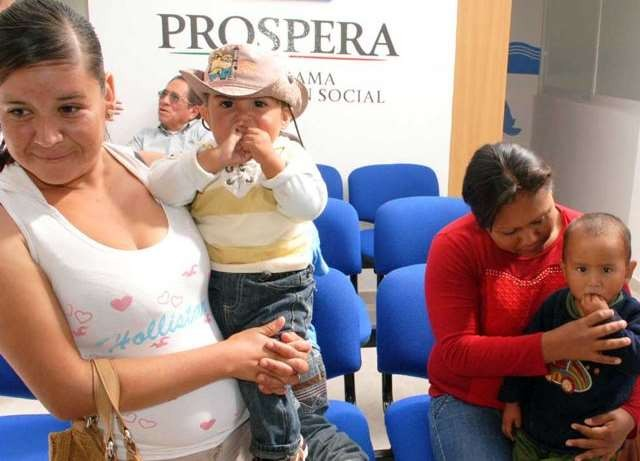 PROSPERA
AMA
N SOCIAL
Hollister